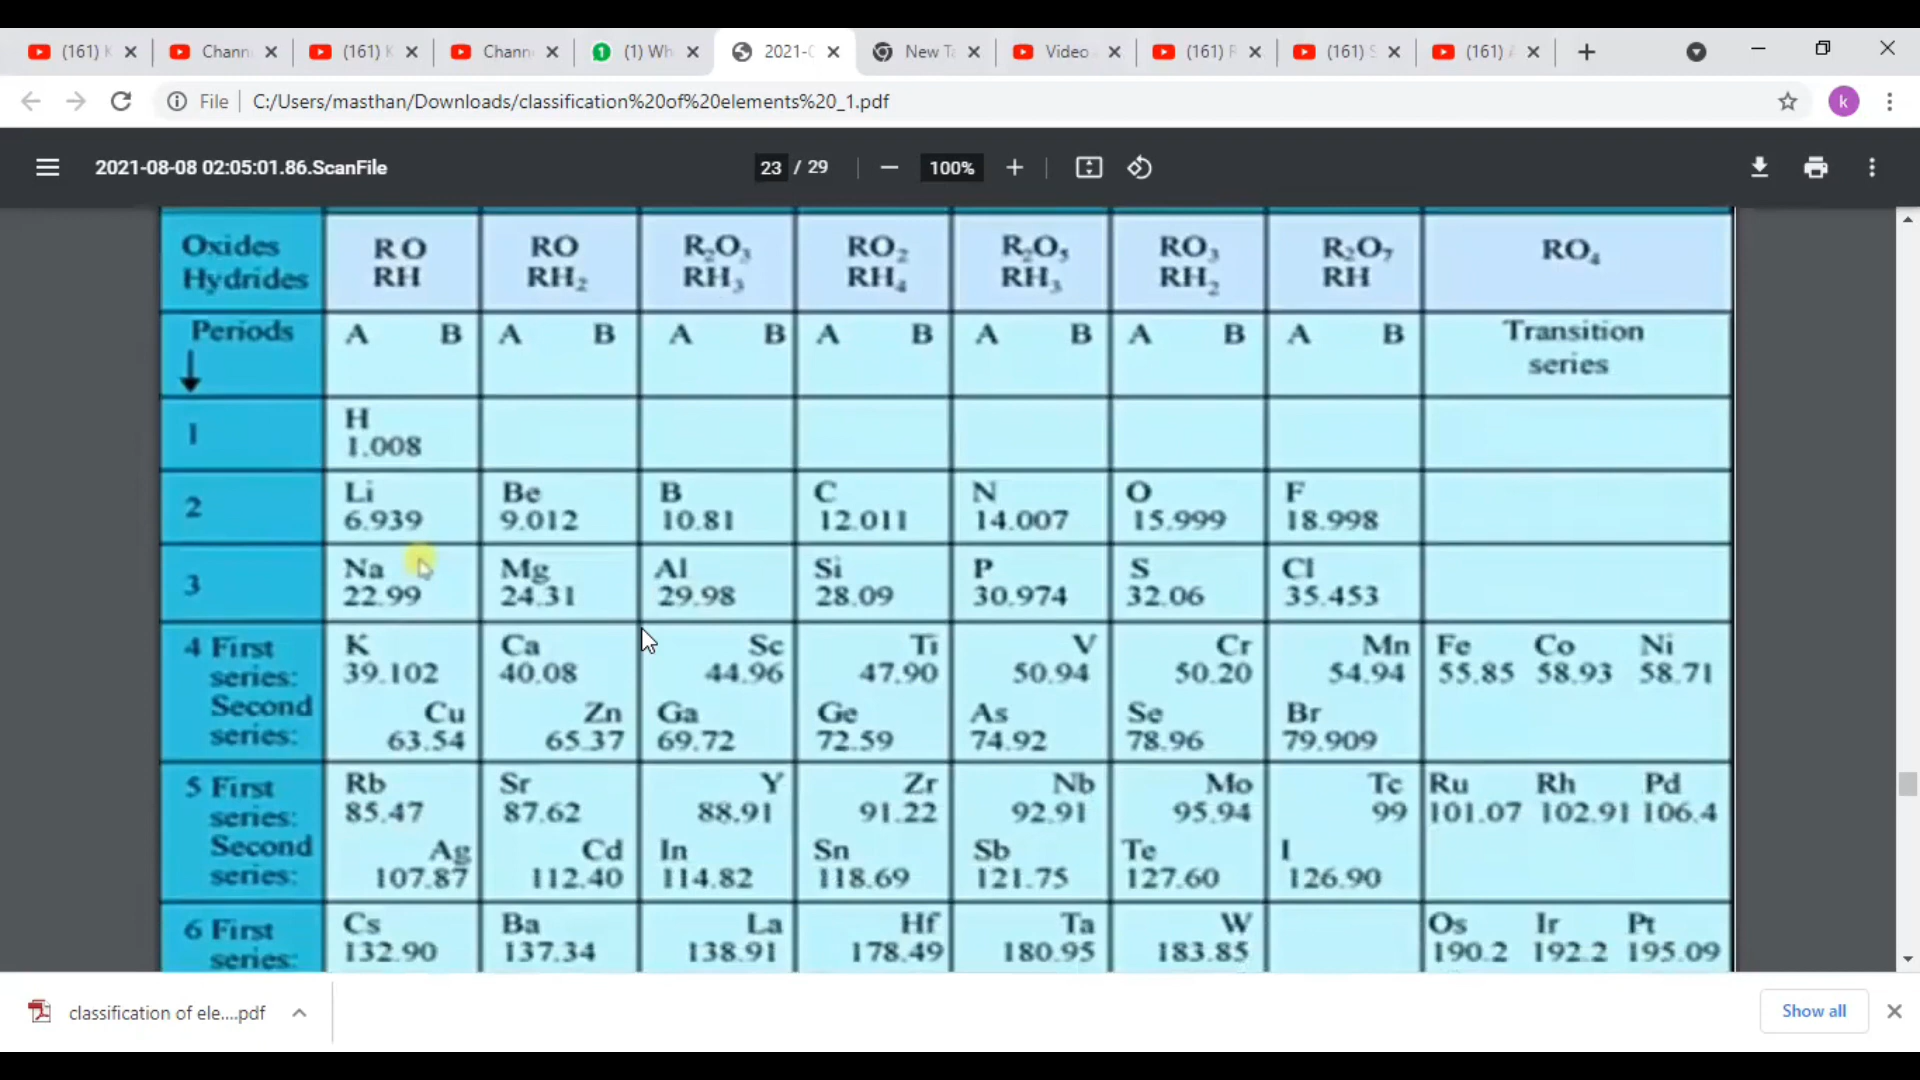 (161) K
Chann
(161) K
Chann
(1) Wh
2021-0
New Ta
Video
(161) F
(161) S
(161) A
File C:/Users/masthan/Downloads/classification%20of%20elements%20_1.pdf
k
2021-08-08 02:05:01.86.ScanFile
23 / 29
100%
Oxides RO RO R₂O₃ RO₂ R₂O₅ RO₃ R₂O₇ RO₄
Hydrides RH RH₂ RH₃ RH₄ RH₃ RH₂ RH
Periods A B A B A B A B A B A B A B Transition
series
1 H
1.008
2 Li Be B C N O F
6.939 9.012 10.81 12.011 14.007 15.999 18.998
3 Na Mg Al Si P S Cl
22.99 24.31 29.98 28.09 30.974 32.06 35.453
4 First K Ca Sc Ti V Cr Mn Fe Co Ni
series: 39.102 40.08 44.96 47.90 50.94 50.20 54.94 55.85 58.93 58.71
Second Cu Zn Ga Ge As Se Br
series: 63.54 65.37 69.72 72.59 74.92 78.96 79.909
5 First Rb Sr Y Zr Nb Mo Tc Ru Rh Pd
series: 85.47 87.62 88.91 91.22 92.91 95.94 99 101.07 102.91 106.4
Second Ag Cd In Sn Sb Te I
series: 107.87 112.40 114.82 118.69 121.75 127.60 126.90
6 First Cs Ba La Hf Ta W Os Ir Pt
series: 132.90 137.34 138.91 178.49 180.95 183.85 190.2 192.2 195.09
classification of ele....pdf
Show all